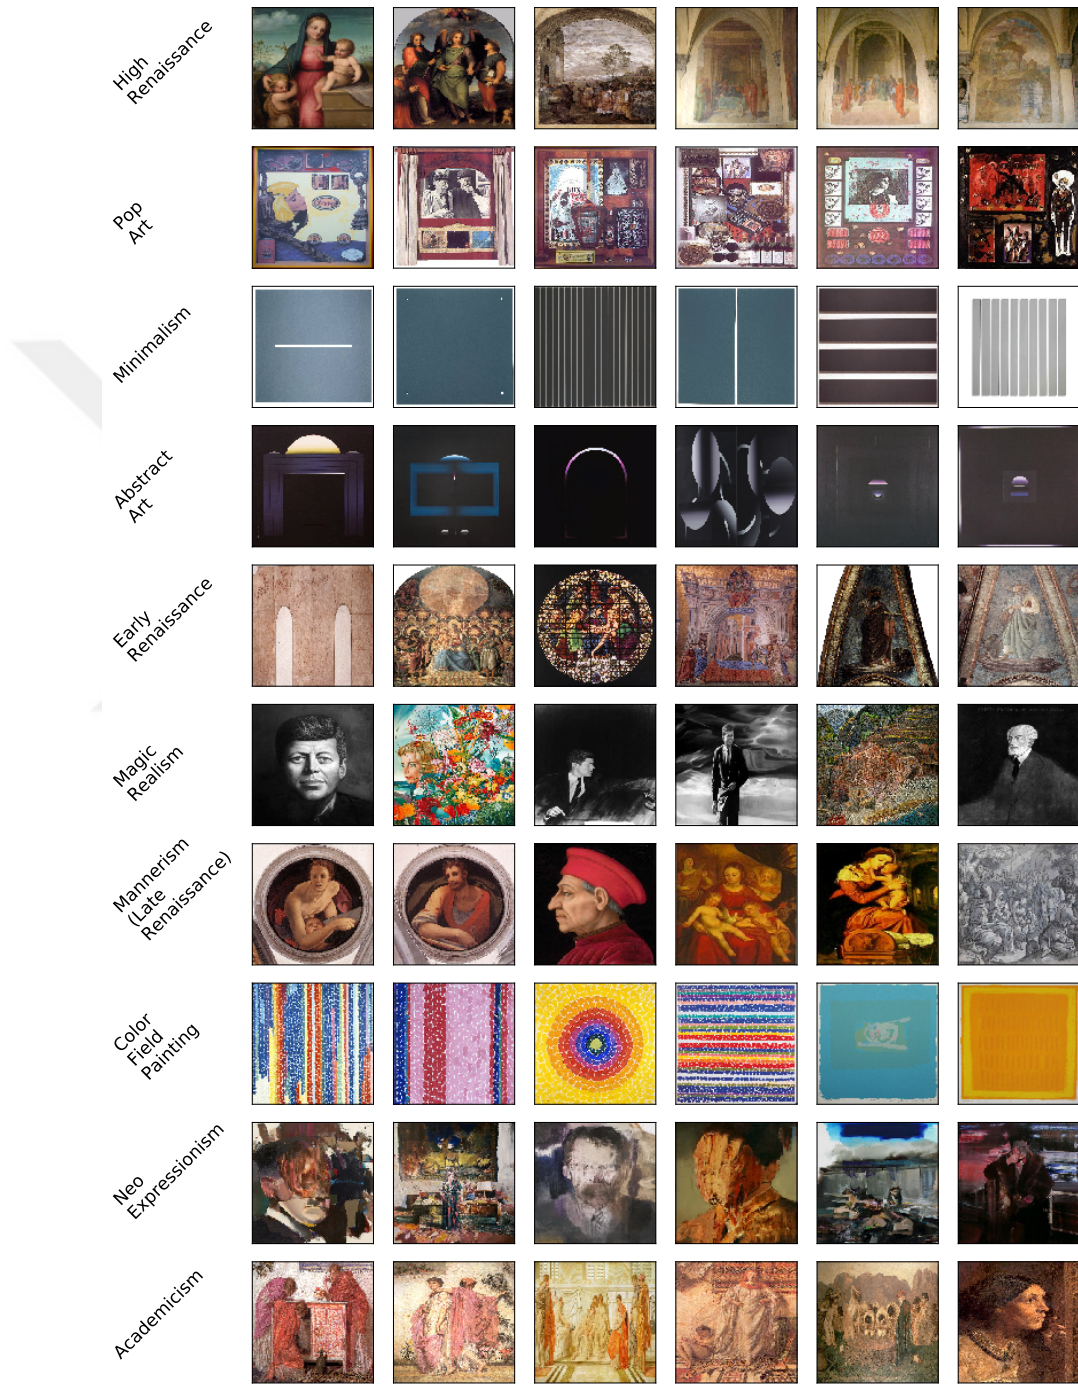 High
Renaissance
Pop
Art
Minimalism
Abstract
Art
Early
Renaissance
Magic
Realism
Mannerism
(Late
Renaissance)
Color
Field
Painting
Neo
Expressionism
Academicism